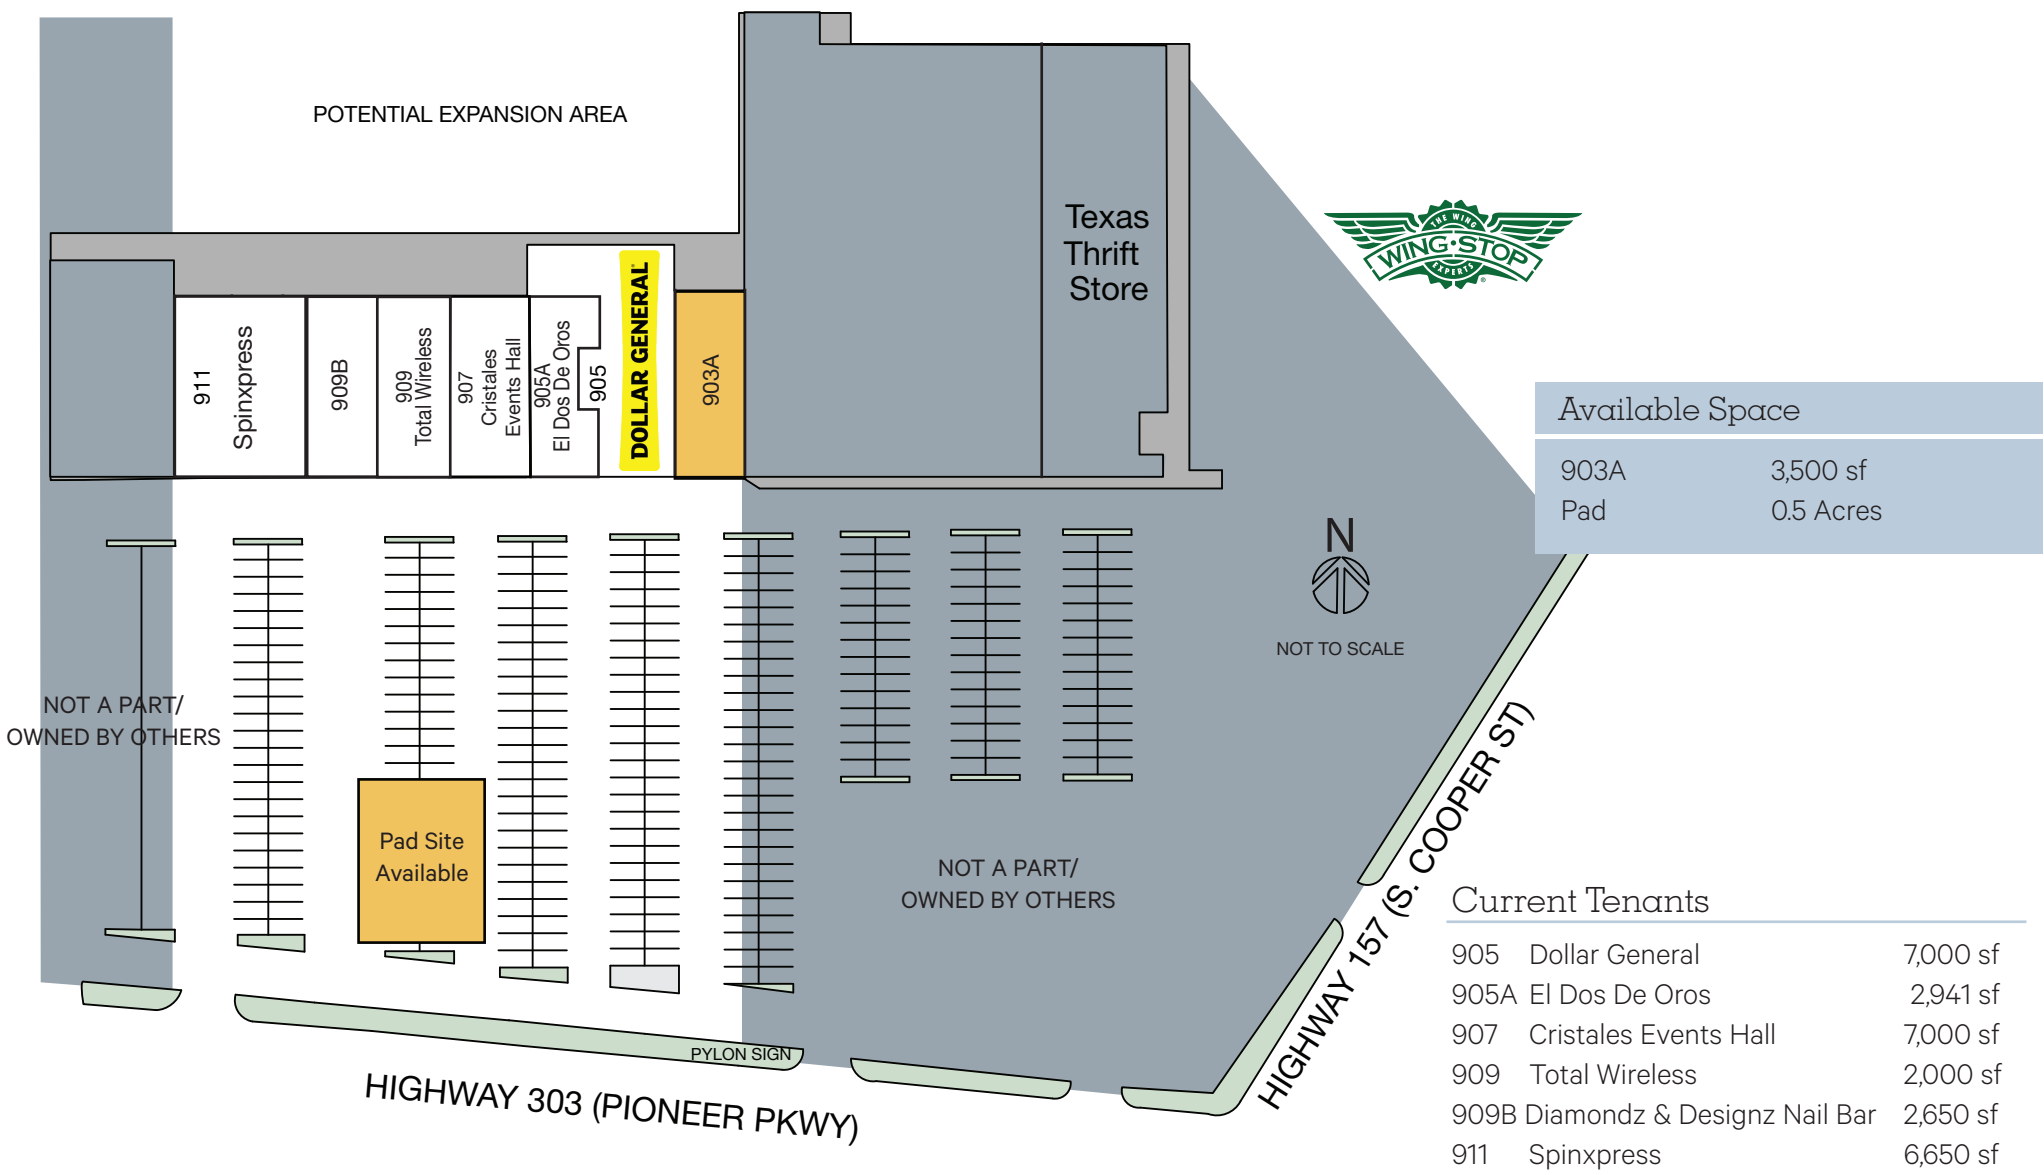 POTENTIAL EXPANSION AREA
Texas
Thrift
Store
THE WING
WING·STOP
EXPERTS
®
911
Spinxpress
909B
909
Total Wireless
907
Cristales
Events Hall
905A
El Dos De Oros
905
DOLLAR GENERAL
903A
Available Space
903A 3,500 sf
Pad 0.5 Acres
N
NOT TO SCALE
NOT A PART/
OWNED BY OTHERS
Pad Site
Available
NOT A PART/
OWNED BY OTHERS
HIGHWAY 157 (S. COOPER ST)
PYLON SIGN
HIGHWAY 303 (PIONEER PKWY)
Current Tenants
905 Dollar General 7,000 sf
905A El Dos De Oros 2,941 sf
907 Cristales Events Hall 7,000 sf
909 Total Wireless 2,000 sf
909B Diamondz & Designz Nail Bar 2,650 sf
911 Spinxpress 6,650 sf